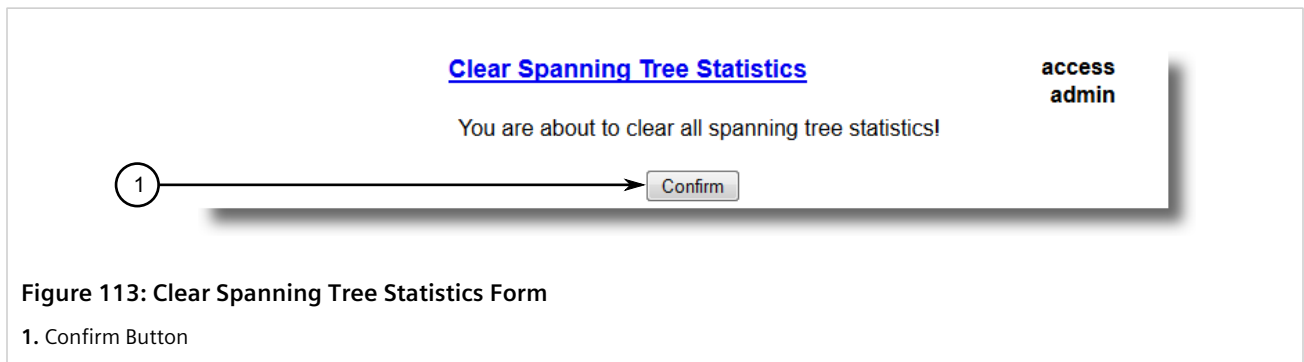 Clear Spanning Tree Statistics
access
admin
You are about to clear all spanning tree statistics!
1
Confirm
Figure 113: Clear Spanning Tree Statistics Form
1. Confirm Button